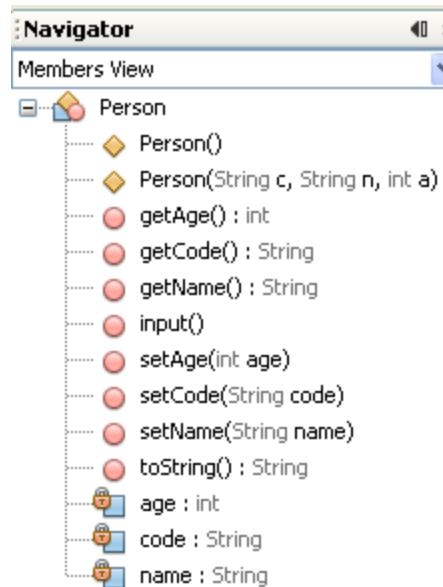 Navigator
Members View
Person
Person()
Person(String c, String n, int a)
getAge() : int
getCode() : String
getName() : String
input()
setAge(int age)
setCode(String code)
setName(String name)
toString() : String
age : int
code : String
name : String